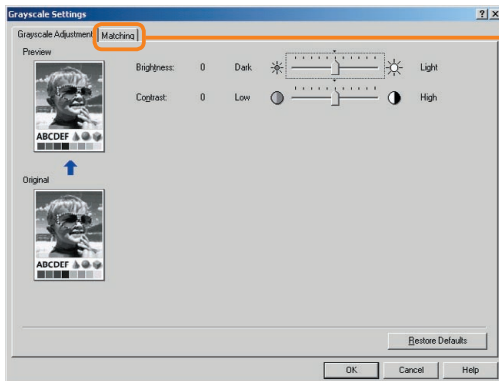 Grayscale Settings
Grayscale Adjustment Matching
Preview
Brightness: 0 Dark Light
Contrast: 0 Low High
ABCDEF
Original
ABCDEF
Restore Defaults
OK Cancel Help